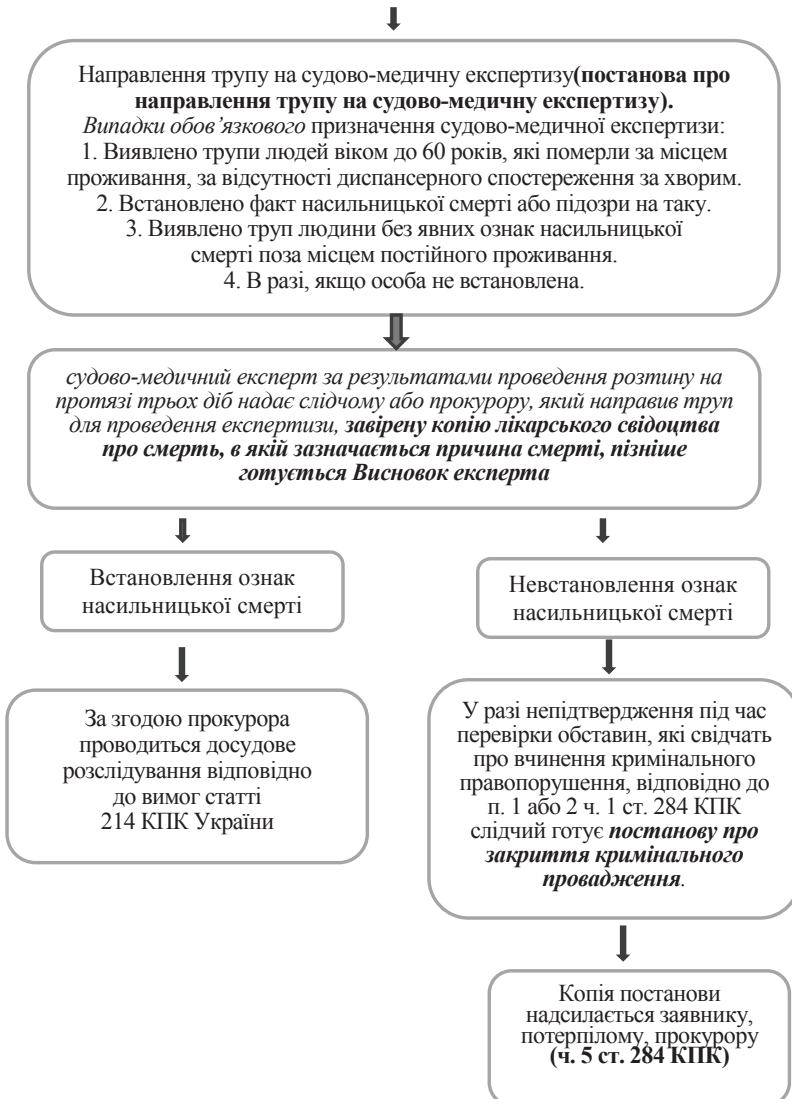 Направлення трупу на судово-медичну експертизу(постанова про
направлення трупу на судово-медичну експертизу).
Випадки обов’язкового призначення судово-медичної експертизи:
1. Виявлено трупи людей віком до 60 років, які померли за місцем
проживання, за відсутності диспансерного спостереження за хворим.
2. Встановлено факт насильницької смерті або підозри на таку.
3. Виявлено труп людини без явних ознак насильницької
смерті поза місцем постійного проживання.
4. В разі, якщо особа не встановлена.
судово-медичний експерт за результатами проведення розтину на
протязі трьох діб надає слідчому або прокурору, який направив труп
для проведення експертизи, завірену копію лікарського свідоцтва
про смерть, в якій зазначається причина смерті, пізніше
готується Висновок експерта
Встановлення ознак
насильницької смерті
Невстановлення ознак
насильницької смерті
За згодою прокурора
проводиться досудове
розслідування відповідно
до вимог статті
214 КПК України
У разі непідтвердження під час
перевірки обставин, які свідчать
про вчинення кримінального
правопорушення, відповідно до
п. 1 або 2 ч. 1 ст. 284 КПК
слідчий готує постанову про
закриття кримінального
провадження.
Копія постанови
надсилається заявнику,
потерпілому, прокурору
(ч. 5 ст. 284 КПК)